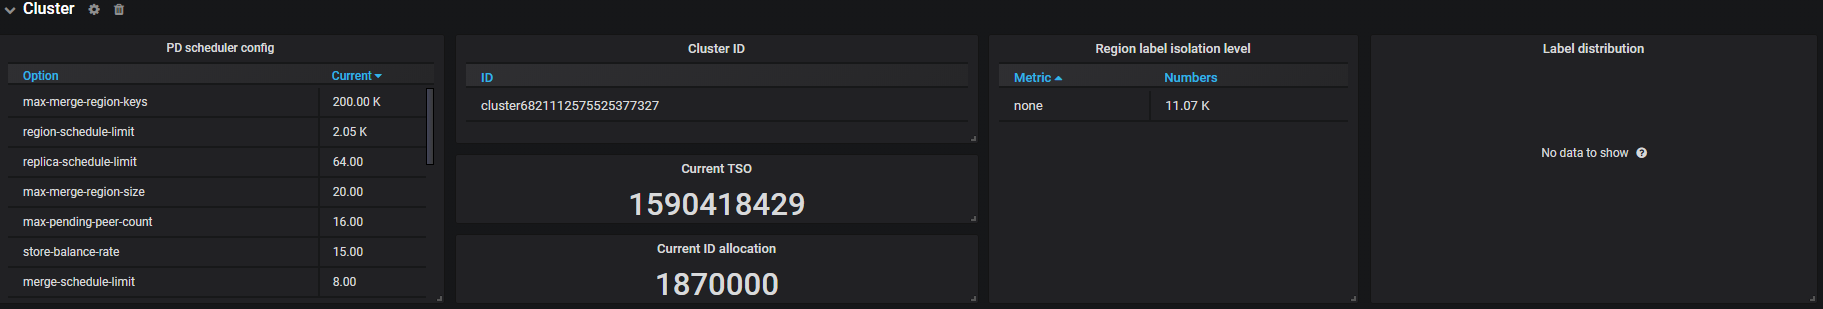 Cluster
PD scheduler config
Option Current
max-merge-region-keys 200.00 K
region-schedule-limit 2.05 K
replica-schedule-limit 64.00
max-merge-region-size 20.00
max-pending-peer-count 16.00
store-balance-rate 15.00
merge-schedule-limit 8.00
Cluster ID
ID
cluster6821112575525377327
Current TSO
1590418429
Current ID allocation
1870000
Region label isolation level
Metric Numbers
none 11.07 K
Label distribution
No data to show